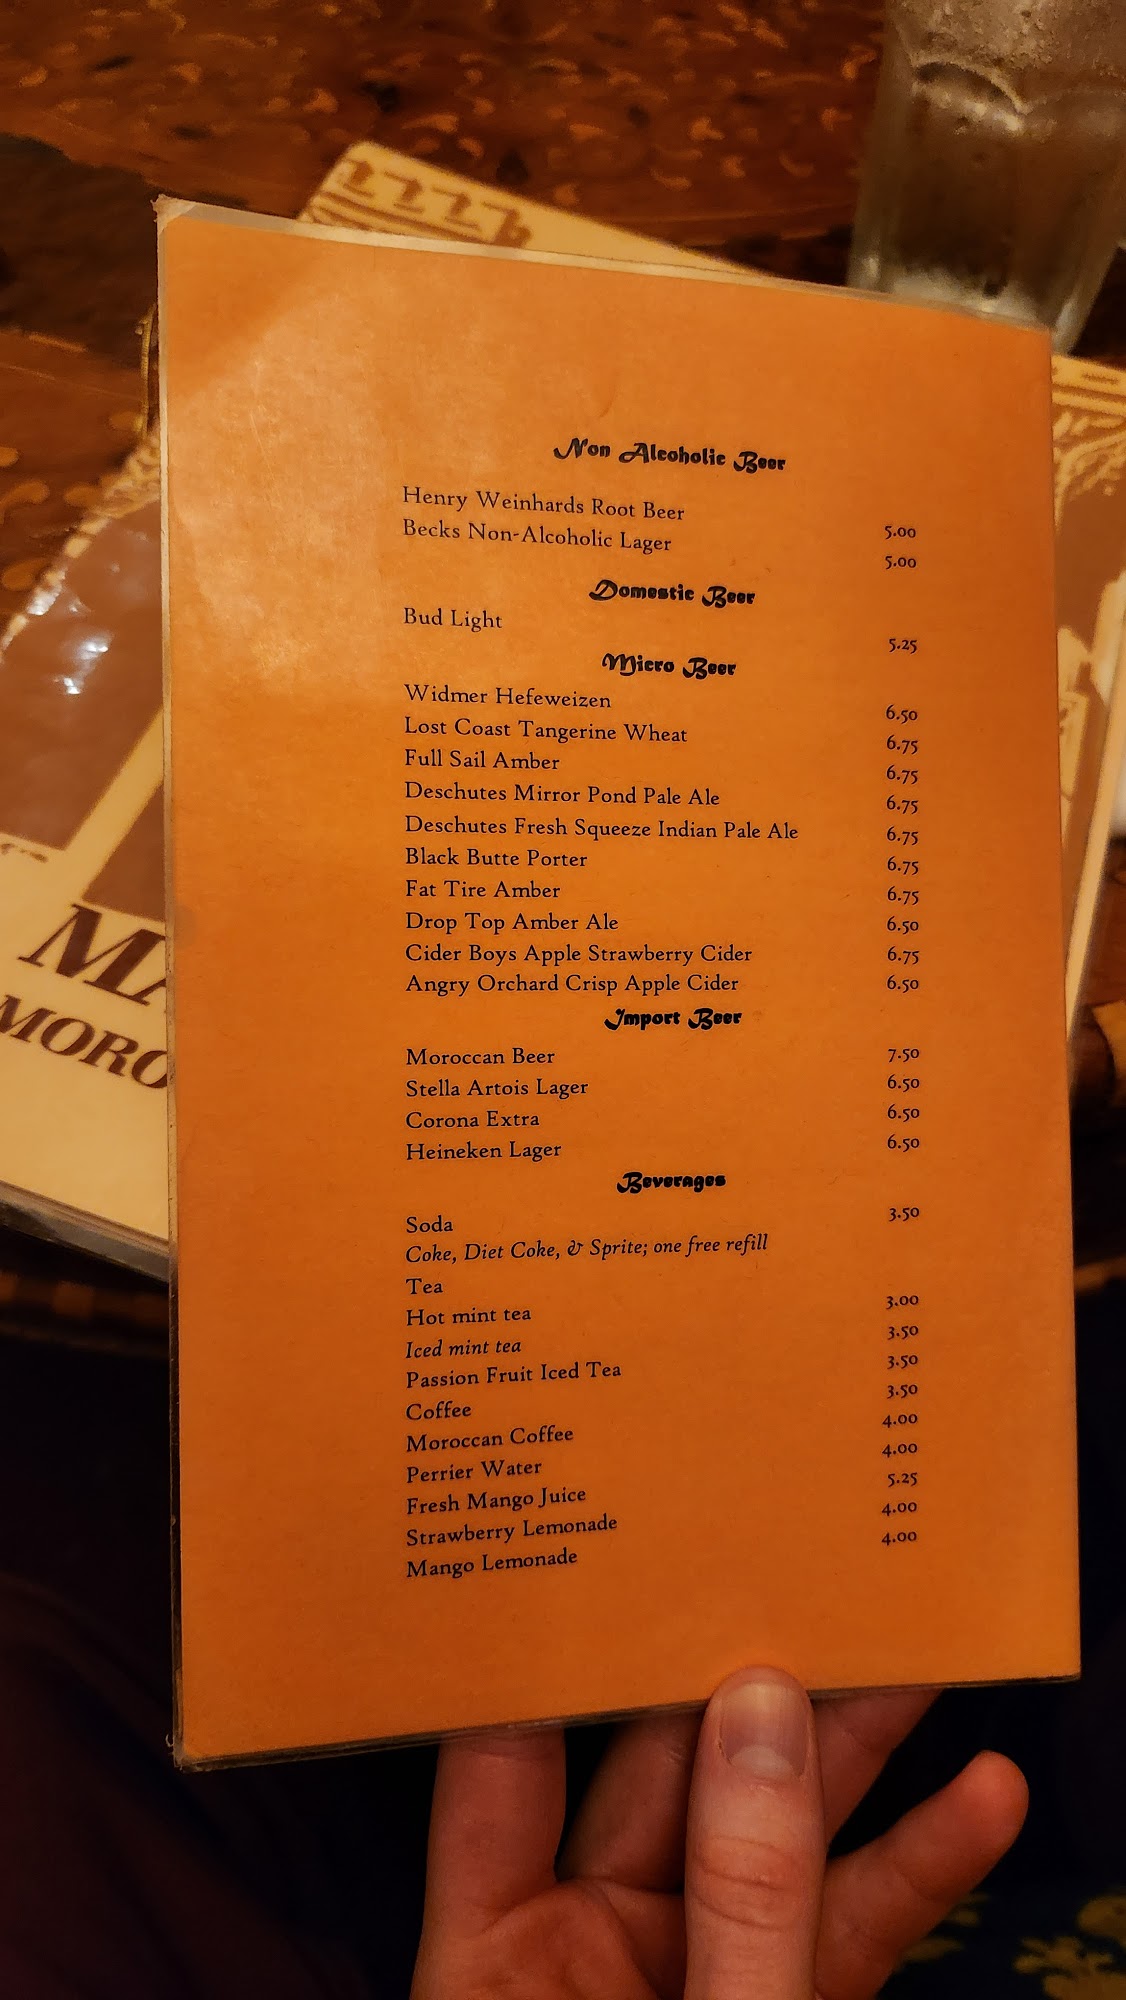 Non Alcoholic Beer
Henry Weinhards Root Beer 5.00
Becks Non-Alcoholic Lager 5.00
Domestic Beer
Bud Light 5.25
Micro Beer
Widmer Hefeweizen 6.50
Lost Coast Tangerine Wheat 6.75
Full Sail Amber 6.75
Deschutes Mirror Pond Pale Ale 6.75
Deschutes Fresh Squeeze Indian Pale Ale 6.75
Black Butte Porter 6.75
Fat Tire Amber 6.75
Drop Top Amber Ale 6.50
Cider Boys Apple Strawberry Cider 6.75
Angry Orchard Crisp Apple Cider 6.50
Import Beer
Moroccan Beer 7.50
Stella Artois Lager 6.50
Corona Extra 6.50
Heineken Lager 6.50
Beverages
Soda 3.50
Coke, Diet Coke, & Sprite; one free refill
Tea
Hot mint tea 3.00
Iced mint tea 3.50
Passion Fruit Iced Tea 3.50
Coffee 3.50
Moroccan Coffee 4.00
Perrier Water 4.00
Fresh Mango Juice 5.25
Strawberry Lemonade 4.00
Mango Lemonade 4.00
MA
MORO